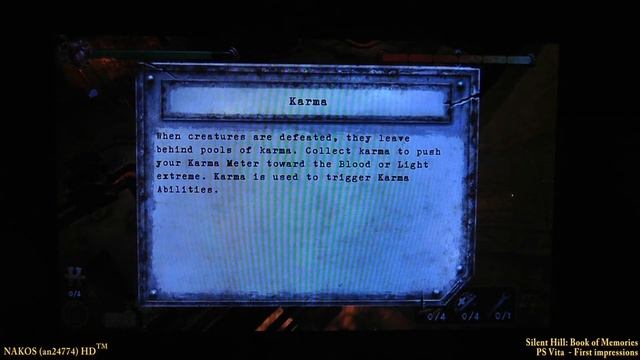 Karma
When creatures are defeated, they leave
behind pools of karma. Collect karma to push
your Karma Meter toward the Blood or Light
extreme. Karma is used to trigger Karma
Abilities.
0/4
0/4 0/4 0/1
NAKOS (an24774) HD™
Silent Hill: Book of Memories
PS Vita - First impression